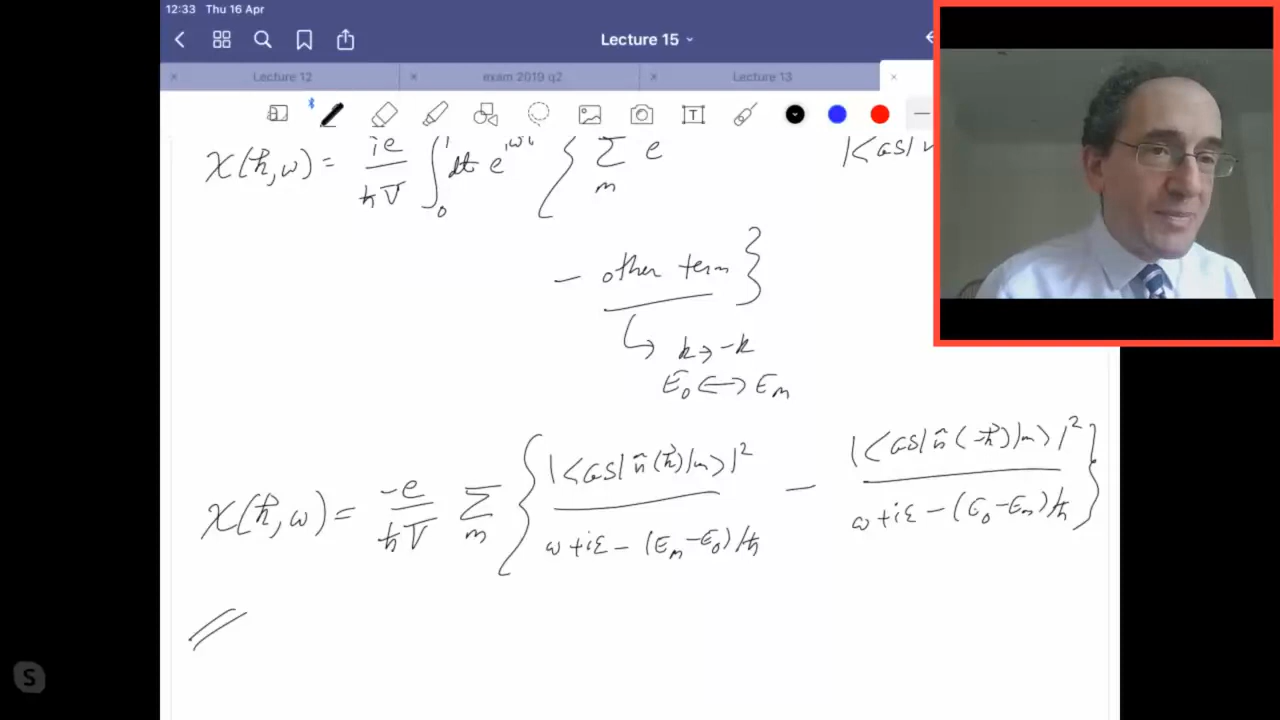 12:33 Thu 16 Apr
Lecture 15
Lecture 12 exam 2019 q2 Lecture 13
T
χ(k, ω) = ie/ħV ∫₀ dt e^{iωt} { Σ_m e |<GS|
– other term }
k → -k
E₀ <-> E_m
χ(k, ω) = -e/ħV Σ_m { |<GS| n̂(k) |m>|² / ω + iε – (E_m – E₀)/ħ – |<GS| n̂(-k) |m>|² / ω + iε – (E₀ – E_m)/ħ }
S